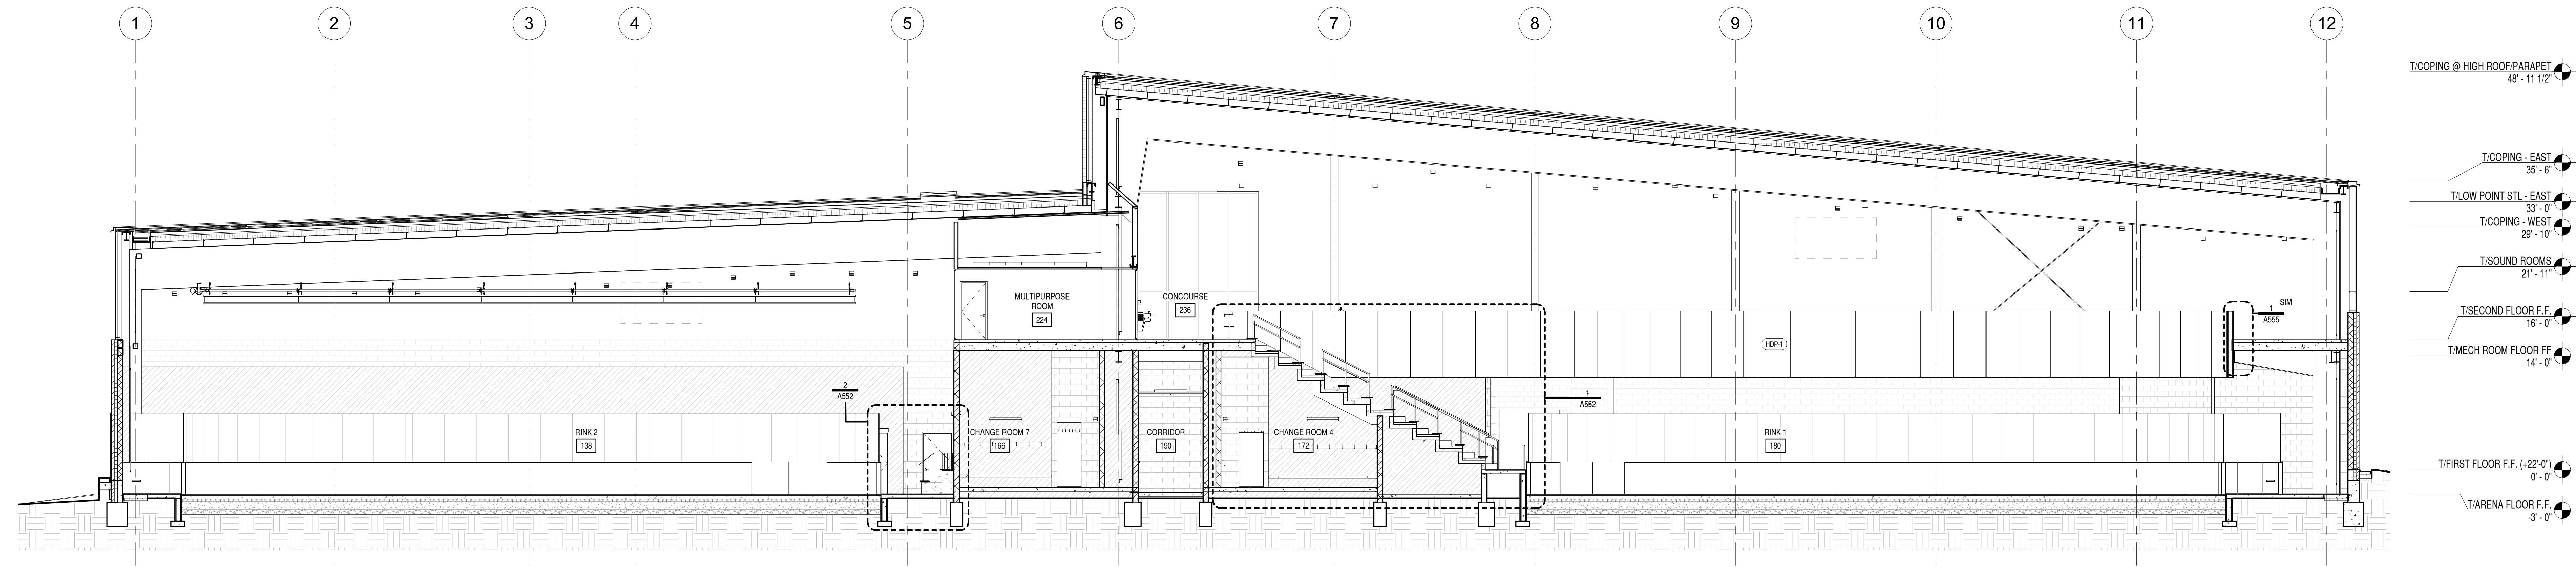 1 2 3 4 5 6 7 8 9 10 11 12
T/COPING @ HIGH ROOF/PARAPET
48' - 11 1/2"
T/COPING - EAST
35' - 6"
T/LOW POINT STL - EAST
33' - 0"
T/COPING - WEST
29' - 10"
T/SOUND ROOMS
21' - 11"
T/SECOND FLOOR F.F.
16' - 0"
T/MECH ROOM FLOOR FF
14' - 0"
T/FIRST FLOOR F.F. (+22'-0")
0' - 0"
T/ARENA FLOOR F.F.
-3' - 0"
MULTIPURPOSE
ROOM
224
CONCOURSE
236
SIM
1
A555
HDP-1
2
A552
1
A552
RINK 2
138
CHANGE ROOM 7
166
CORRIDOR
190
CHANGE ROOM 4
172
RINK 1
180